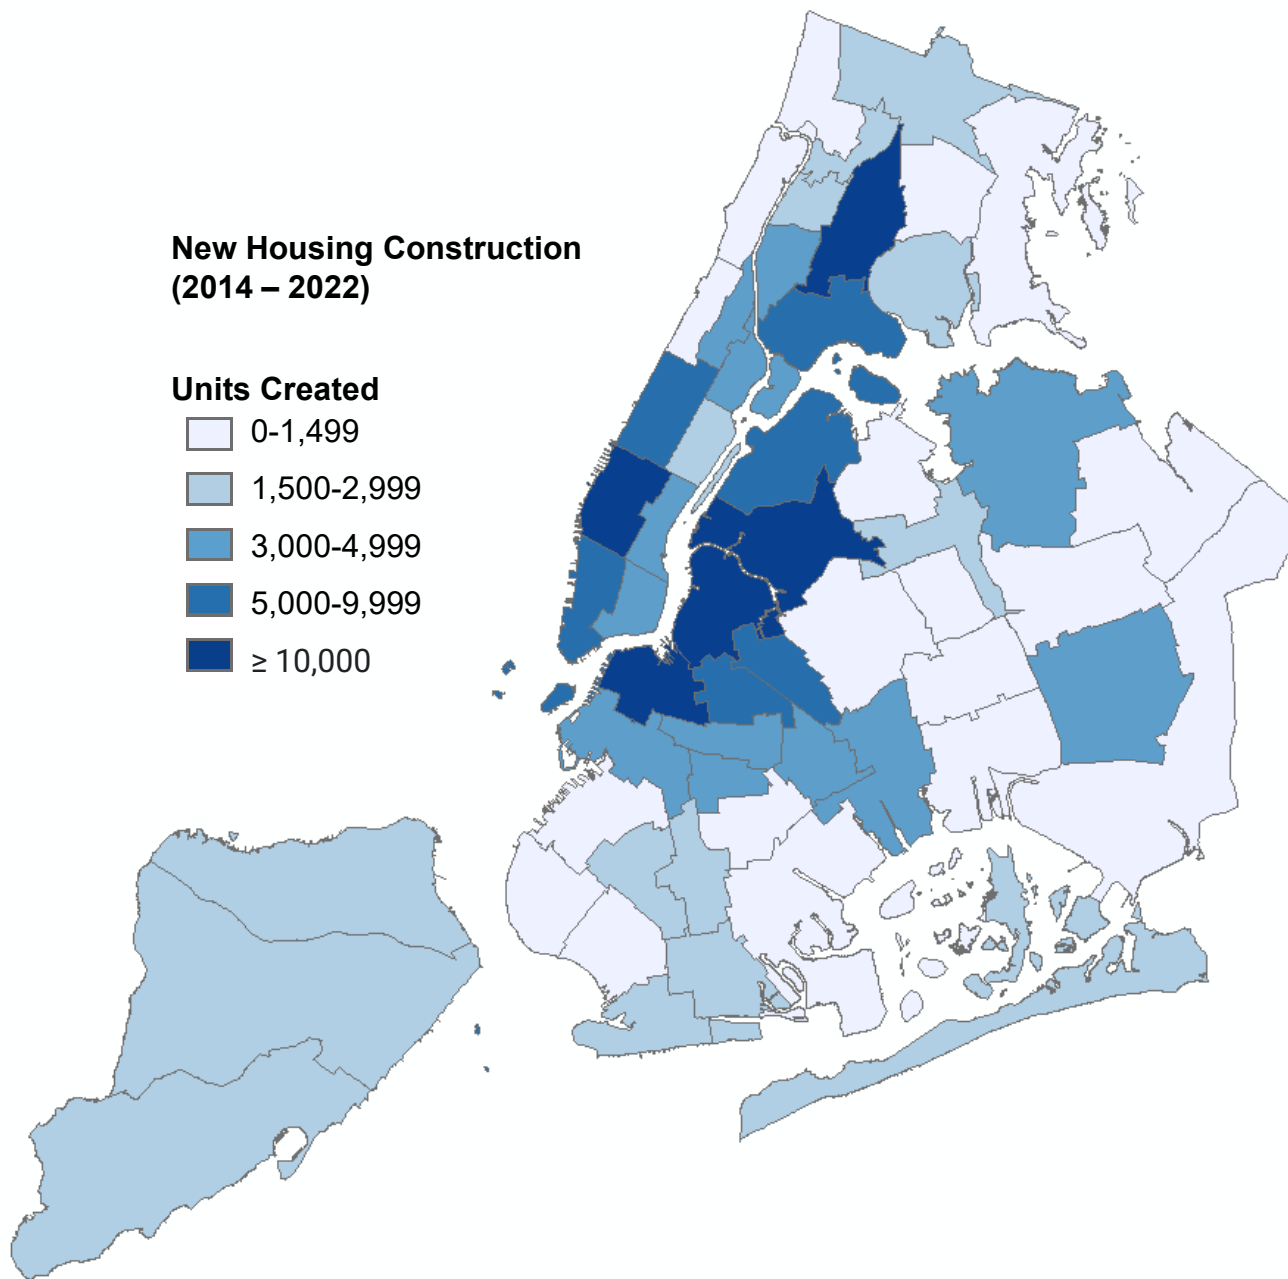 New Housing Construction
(2014 – 2022)
Units Created
0-1,499
1,500-2,999
3,000-4,999
5,000-9,999
≥ 10,000